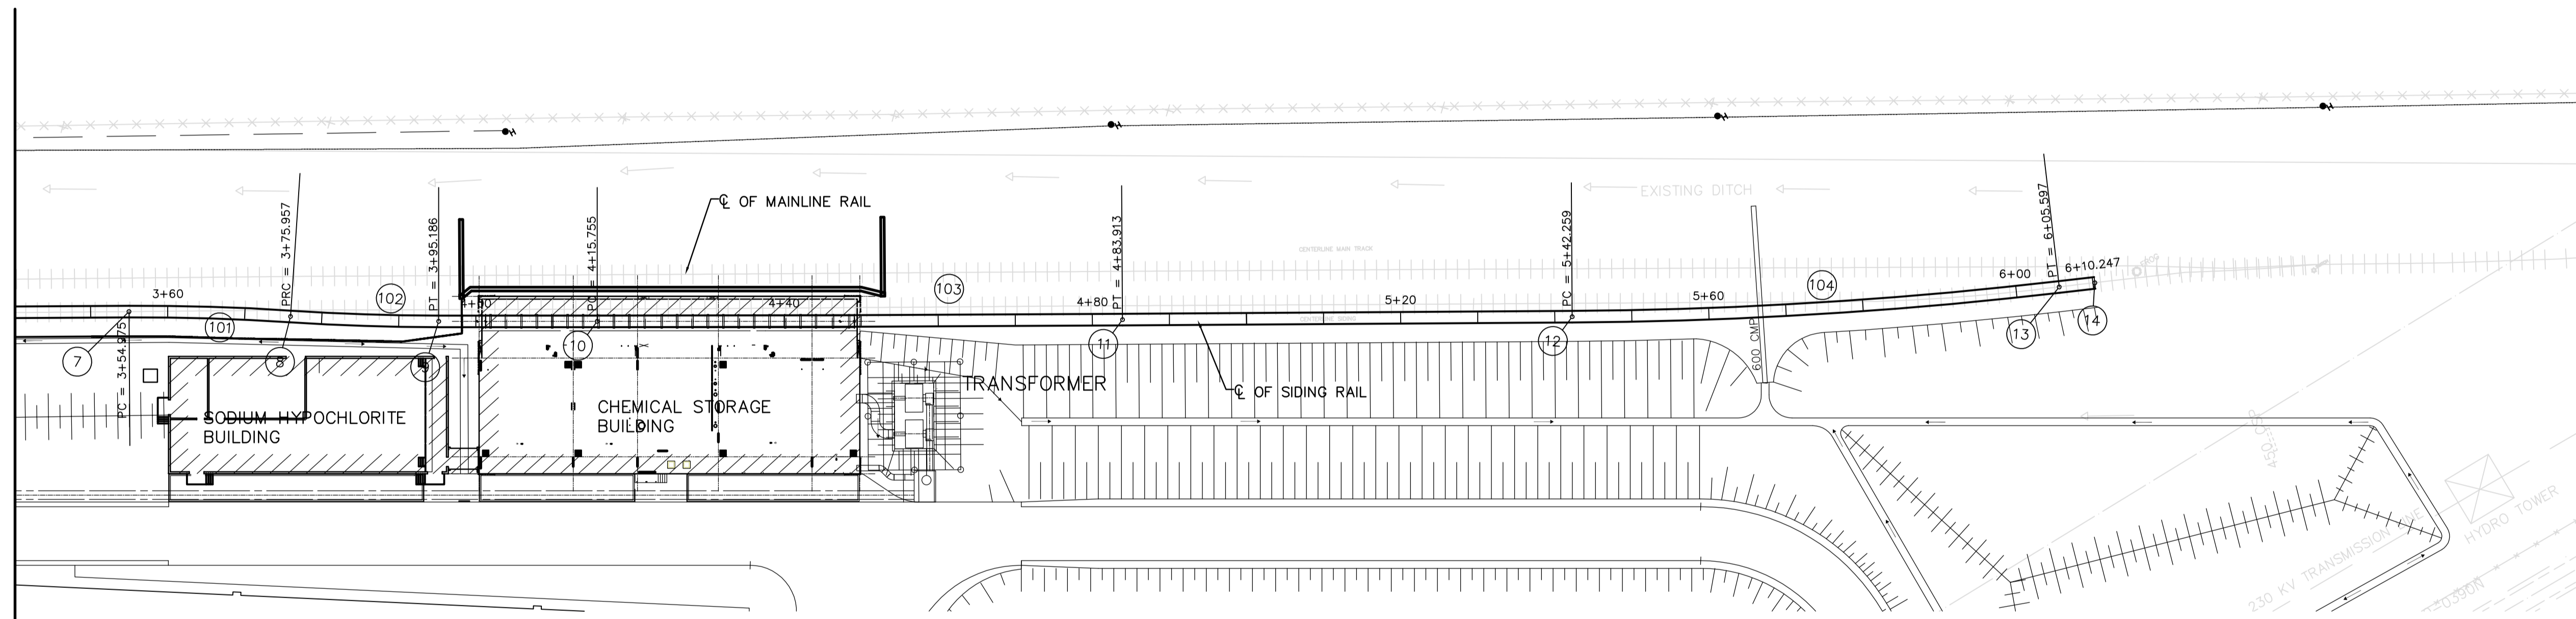 EXISTING DITCH
℄ OF MAINLINE RAIL
CENTERLINE MAIN TRACK
PC = 3+54.975
PRC = 3+75.957
PT = 3+95.186
PC = 4+15.755
PT = 4+83.913
PC = 5+42.259
PT = 6+05.597
6+10.247
3+60
4+00
4+40
4+80
5+20
5+60
6+00
101
102
103
104
7
8
9
10
11
12
13
14
CENTERLINE SIDING
℄ OF SIDING RAIL
600 CMP
TRANSFORMER
SODIUM HYPOCHLORITE
BUILDING
CHEMICAL STORAGE
BUILDING
230 KV TRANSMISSION LINE
HYDRO TOWER